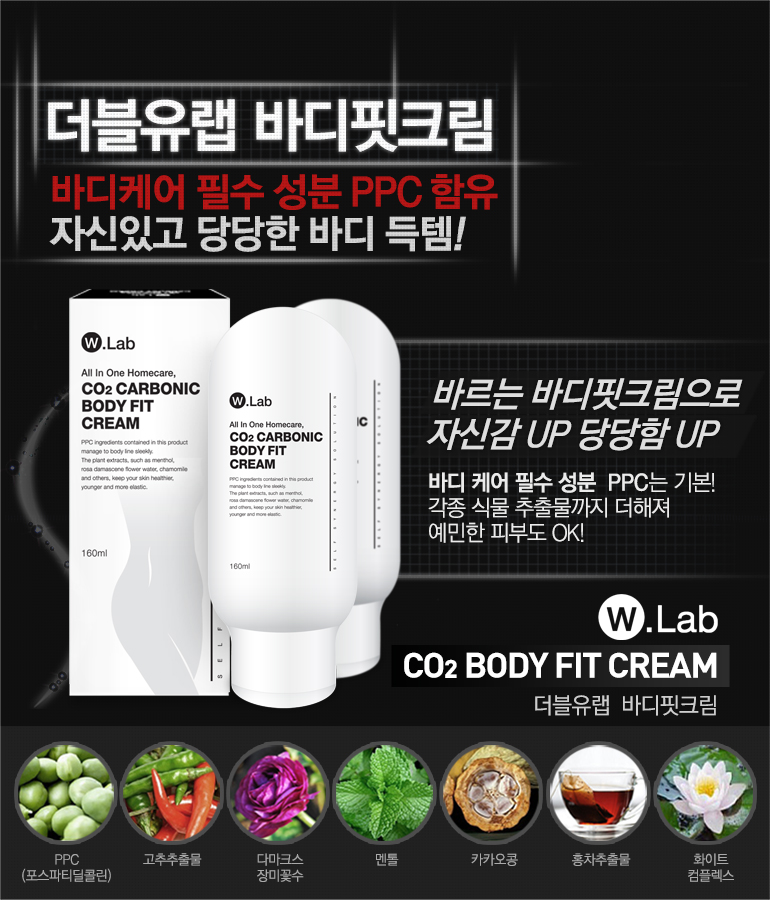 더블유랩 바디핏크림
바디케어 필수 성분 PPC 함유
자신있고 당당한 바디 득템!
W.Lab
All In One Homecare,
CO2 CARBONIC
BODY FIT
CREAM
PPC ingredients contained in this product
manage to body line sleekly.
The plant extracts, such as menthol,
rosa damascene flower water, chamomile
and others, keep your skin healthier,
younger and more elastic.
160ml
SELF
W.Lab
All In One Homecare,
CO2 CARBONIC
BODY FIT
CREAM
PPC ingredients contained in this product
manage to body line sleekly.
The plant extracts, such as menthol,
rosa damascene flower water, chamomile
and others, keep your skin healthier,
younger and more elastic.
160ml
IC
바르는 바디핏크림으로
자신감 UP 당당함 UP
바디 케어 필수 성분 PPC는 기본!
각종 식물 추출물까지 더해져
예민한 피부도 OK!
W.Lab
CO2 BODY FIT CREAM
더블유랩 바디핏크림
PPC
(포스파티딜콜린)
고추추출물
다마크스
장미꽃수
멘톨
카카오콩
홍차추출물
화이트
컴플렉스